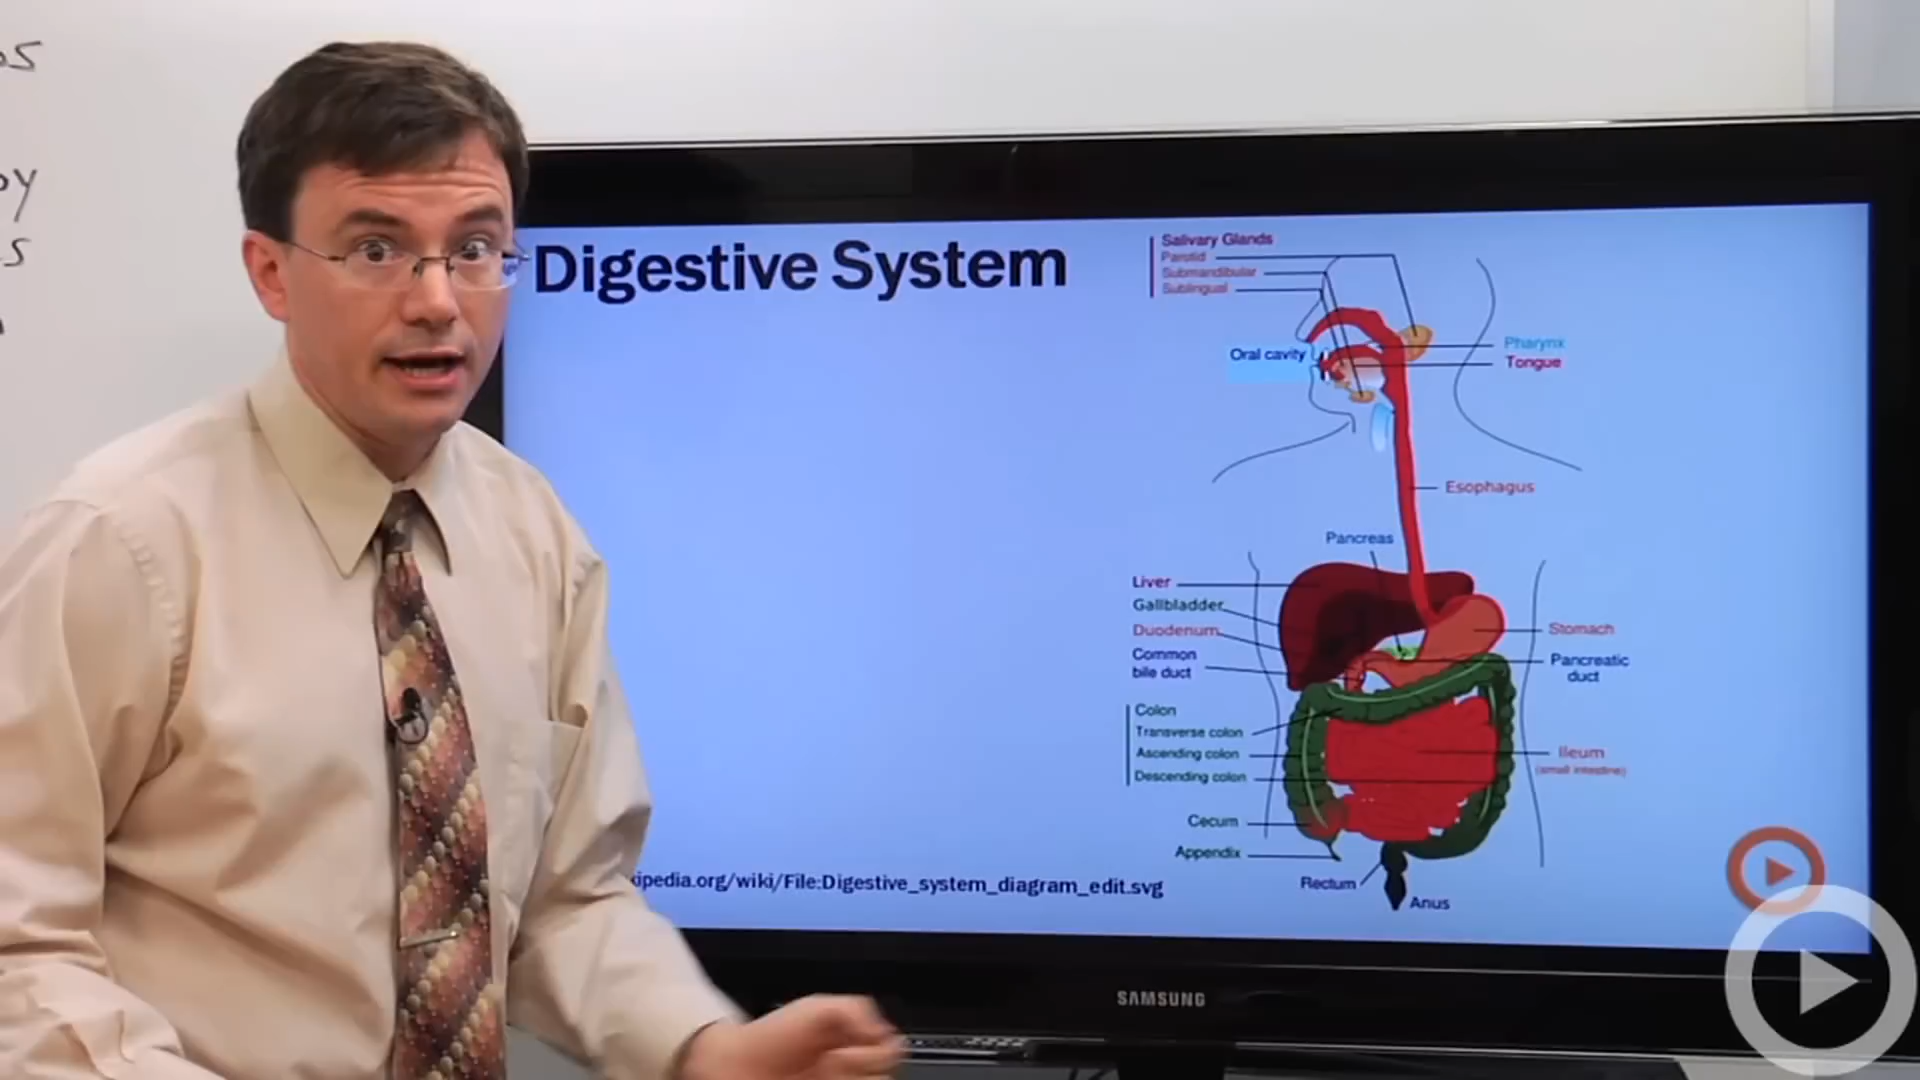 Digestive System
Salivary Glands
Parotid
Submandibular
Sublingual
Oral cavity
Pharynx
Tongue
Esophagus
Pancreas
Liver
Gallbladder
Duodenum
Common
bile duct
Stomach
Pancreatic
duct
Colon
Transverse colon
Ascending colon
Descending colon
Ileum
(small intestine)
Cecum
Appendix
Rectum
Anus
ipedia.org/wiki/File:Digestive_system_diagram_edit.svg
SAMSUNG